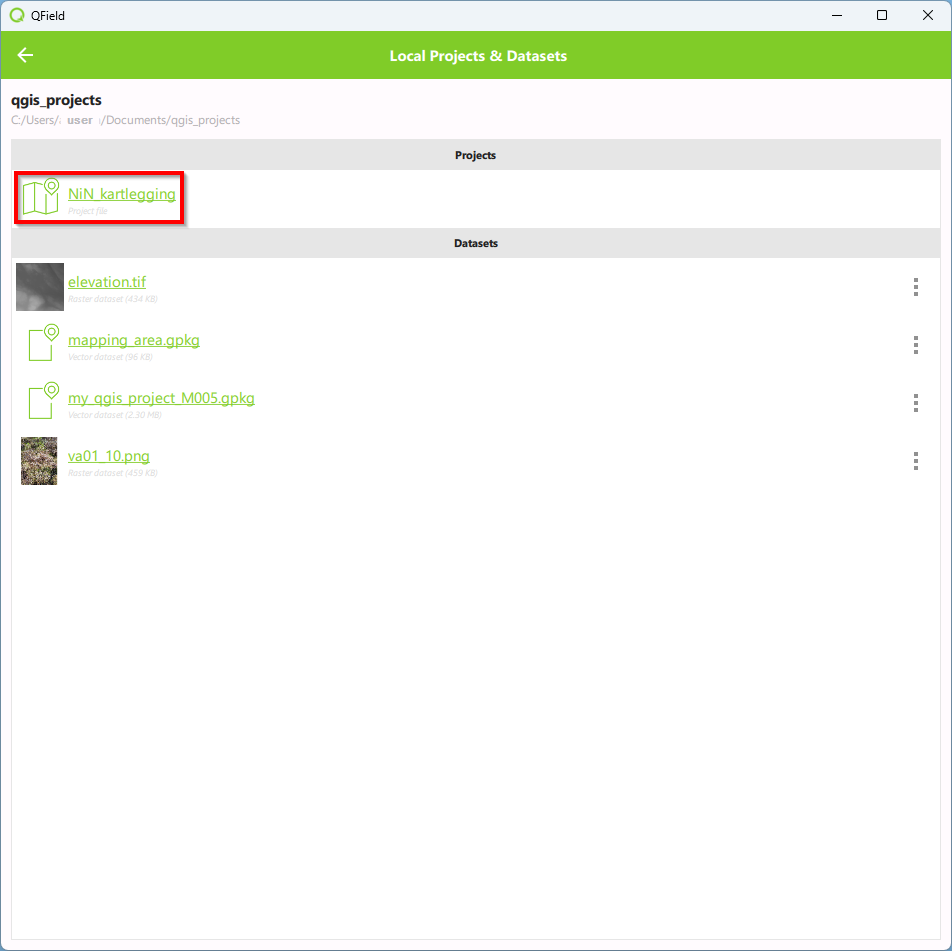 QField
Local Projects & Datasets
qgis_projects
C:/Users/ user /Documents/qgis_projects
Projects
NiN_kartlegging
Project file
Datasets
elevation.tif
Raster dataset (434 KB)
mapping_area.gpkg
Vector dataset (96 KB)
my_qgis_project_M005.gpkg
Vector dataset (2.30 MB)
va01_10.png
Raster dataset (459 KB)